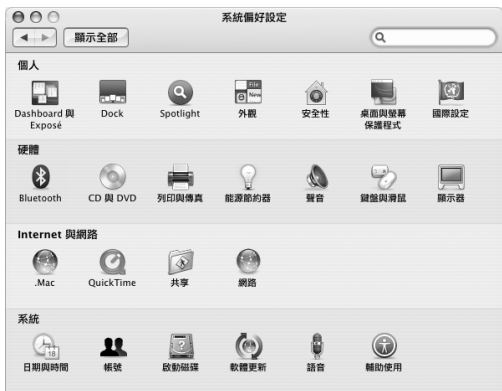 系統偏好設定
顯示全部
個人
Dashboard 與 Exposé
Dock
Spotlight
外觀
安全性
桌面與螢幕保護程式
國際設定
硬體
Bluetooth
CD 與 DVD
列印與傳真
能源節約器
聲音
鍵盤與滑鼠
顯示器
Internet 與網路
.Mac
QuickTime
共享
網路
系統
日期與時間
帳號
啟動磁碟
軟體更新
語音
輔助使用